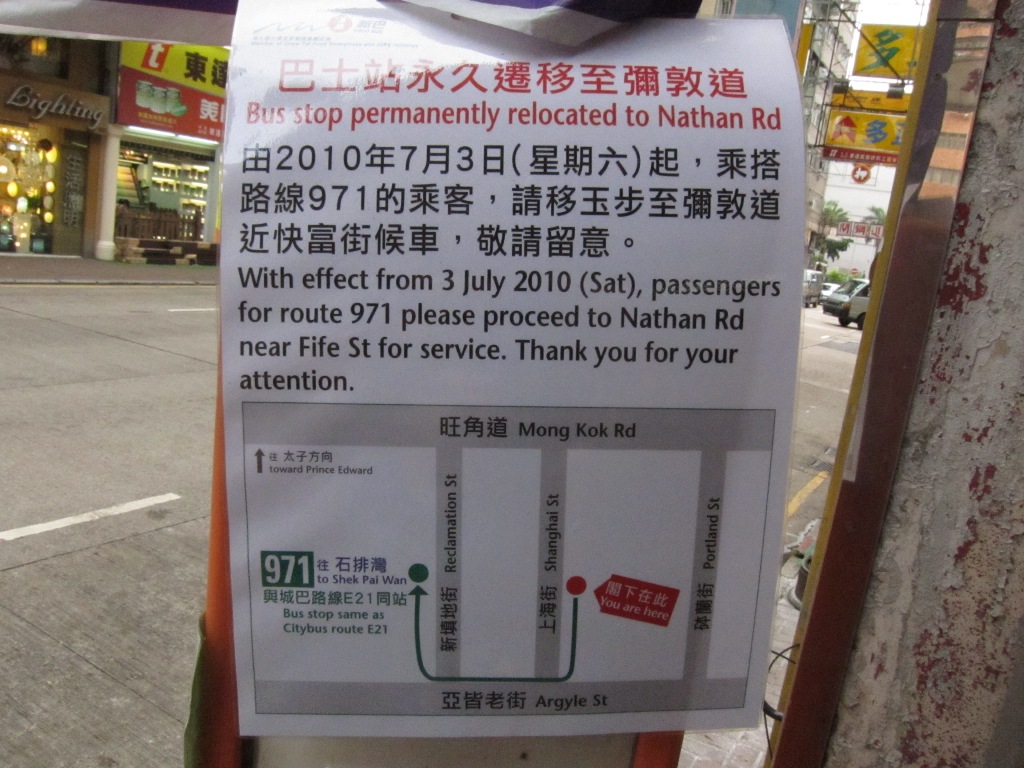 新巴
巴士站永久遷移至彌敦道
Bus stop permanently relocated to Nathan Rd
由2010年7月3日(星期六)起，乘搭
路線971的乘客，請移玉步至彌敦道
近快富街候車，敬請留意。
With effect from 3 July 2010 (Sat), passengers
for route 971 please proceed to Nathan Rd
near Fife St for service. Thank you for your
attention.
旺角道 Mong Kok Rd
往 太子方向
toward Prince Edward
新填地街 Reclamation St
上海街 Shanghai St
砵蘭街 Portland St
971 往 石排灣
to Shek Pai Wan
與城巴路線E21同站
Bus stop same as
Citybus route E21
閣下在此
You are here
亞皆老街 Argyle St
Lighting
t 東
美
多
多